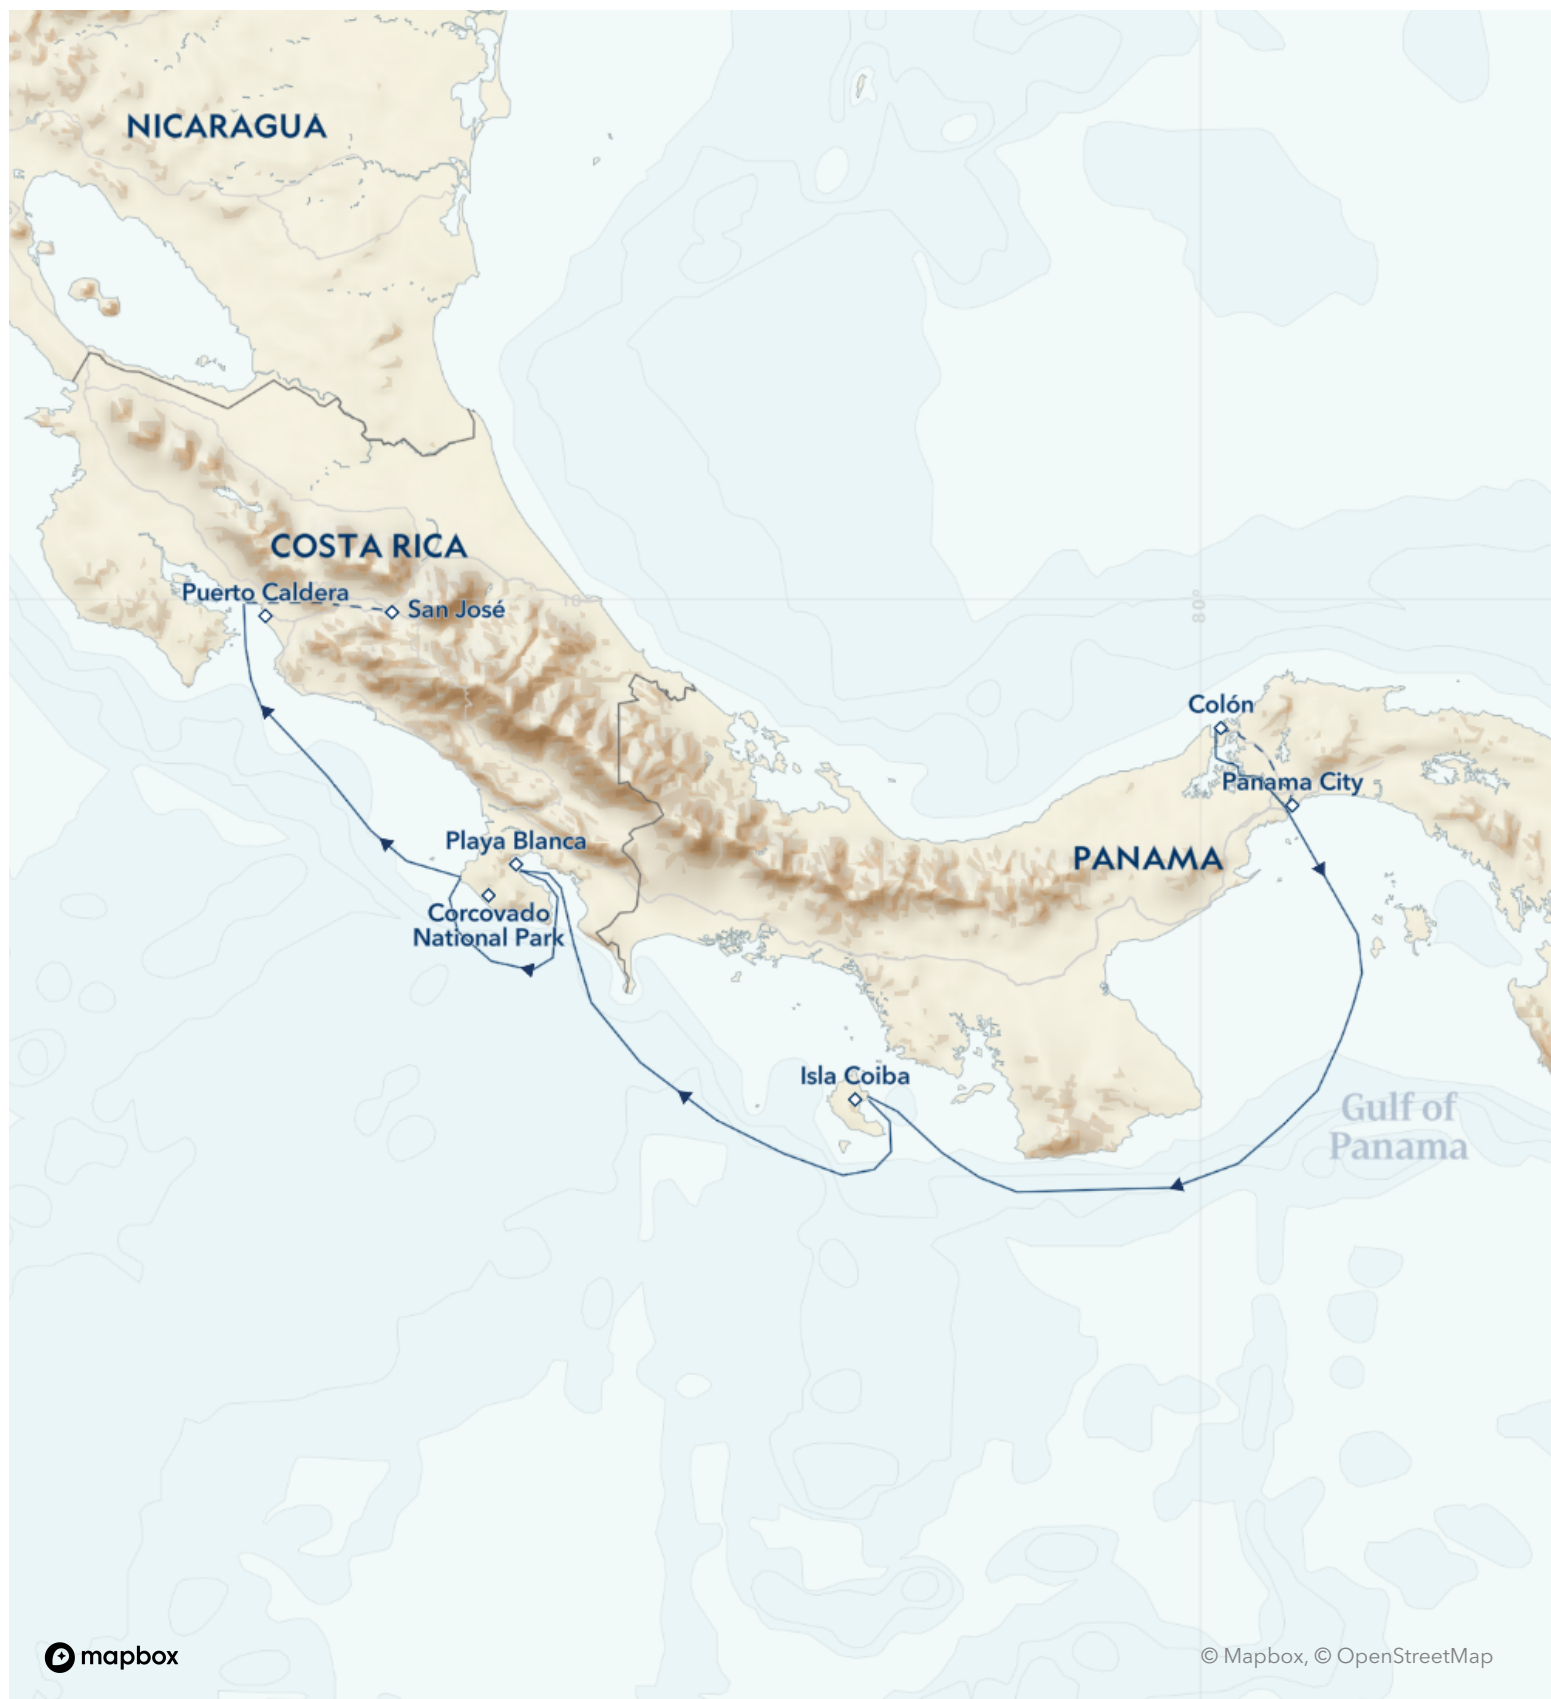 NICARAGUA
COSTA RICA
Puerto Caldera
San José
10°
80°
Colón
Panama City
Playa Blanca
PANAMA
Corcovado
National Park
Isla Coiba
Gulf of
Panama
mapbox
© Mapbox, © OpenStreetMap